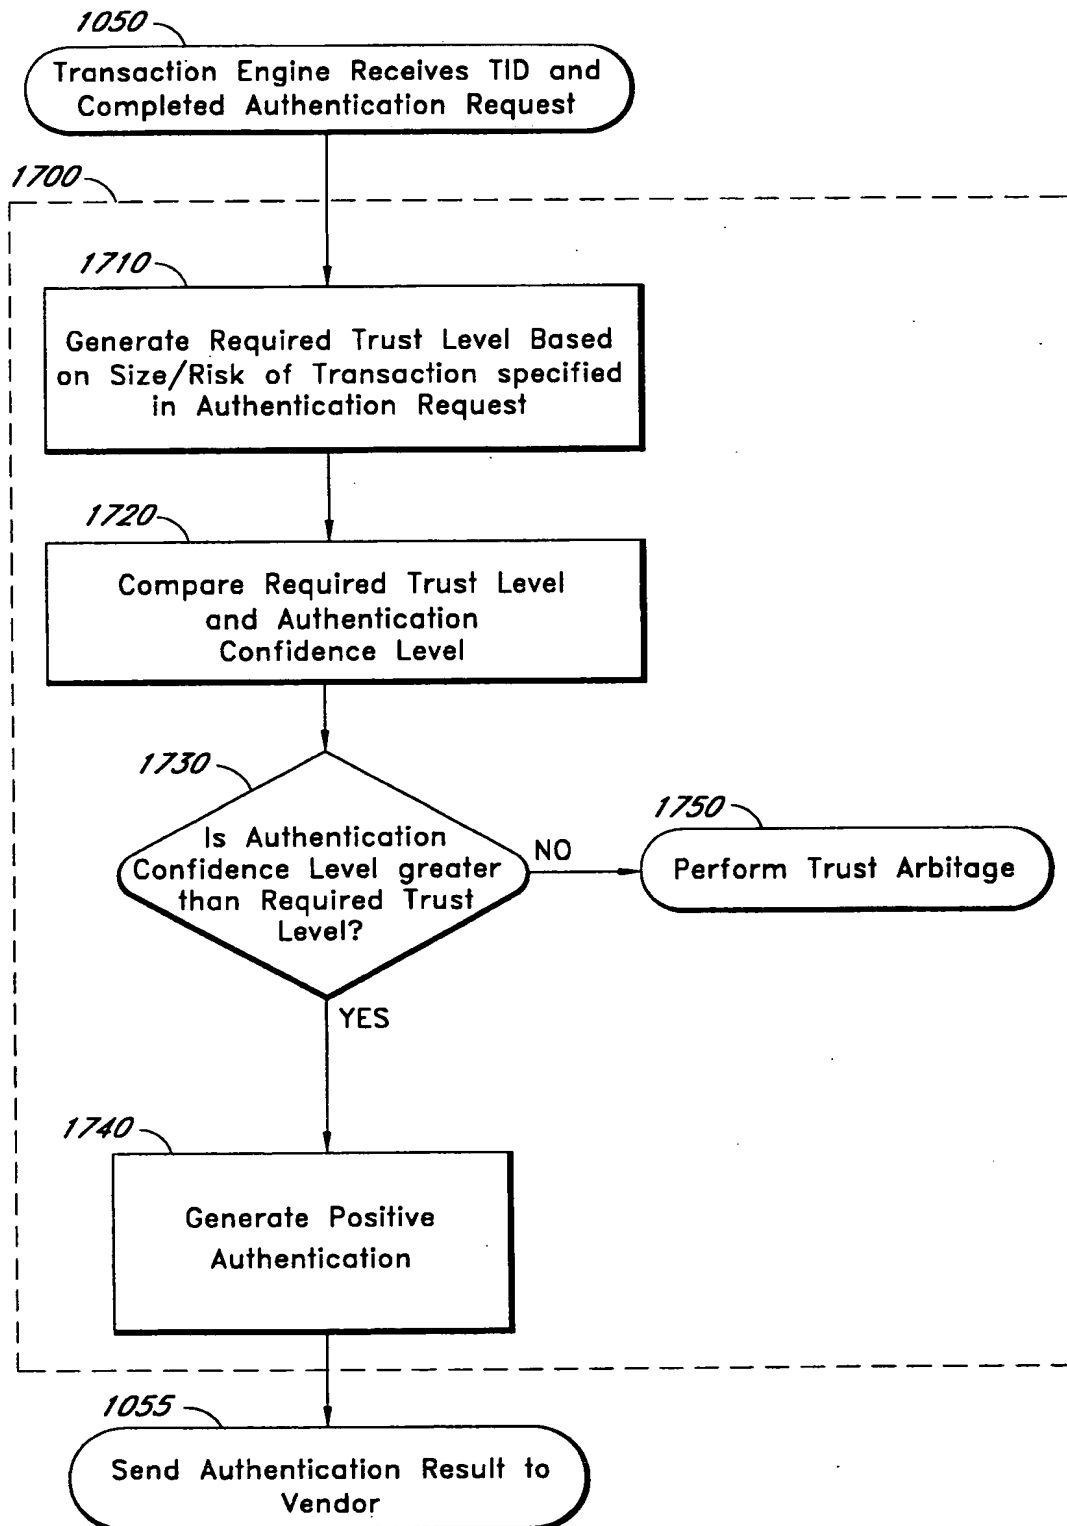 1050
Transaction Engine Receives TID and
Completed Authentication Request
1700
1710
Generate Required Trust Level Based
on Size/Risk of Transaction specified
in Authentication Request
1720
Compare Required Trust Level
and Authentication
Confidence Level
1730
Is Authentication
Confidence Level greater
than Required Trust
Level?
NO
1750
Perform Trust Arbitage
YES
1740
Generate Positive
Authentication
1055
Send Authentication Result to
Vendor